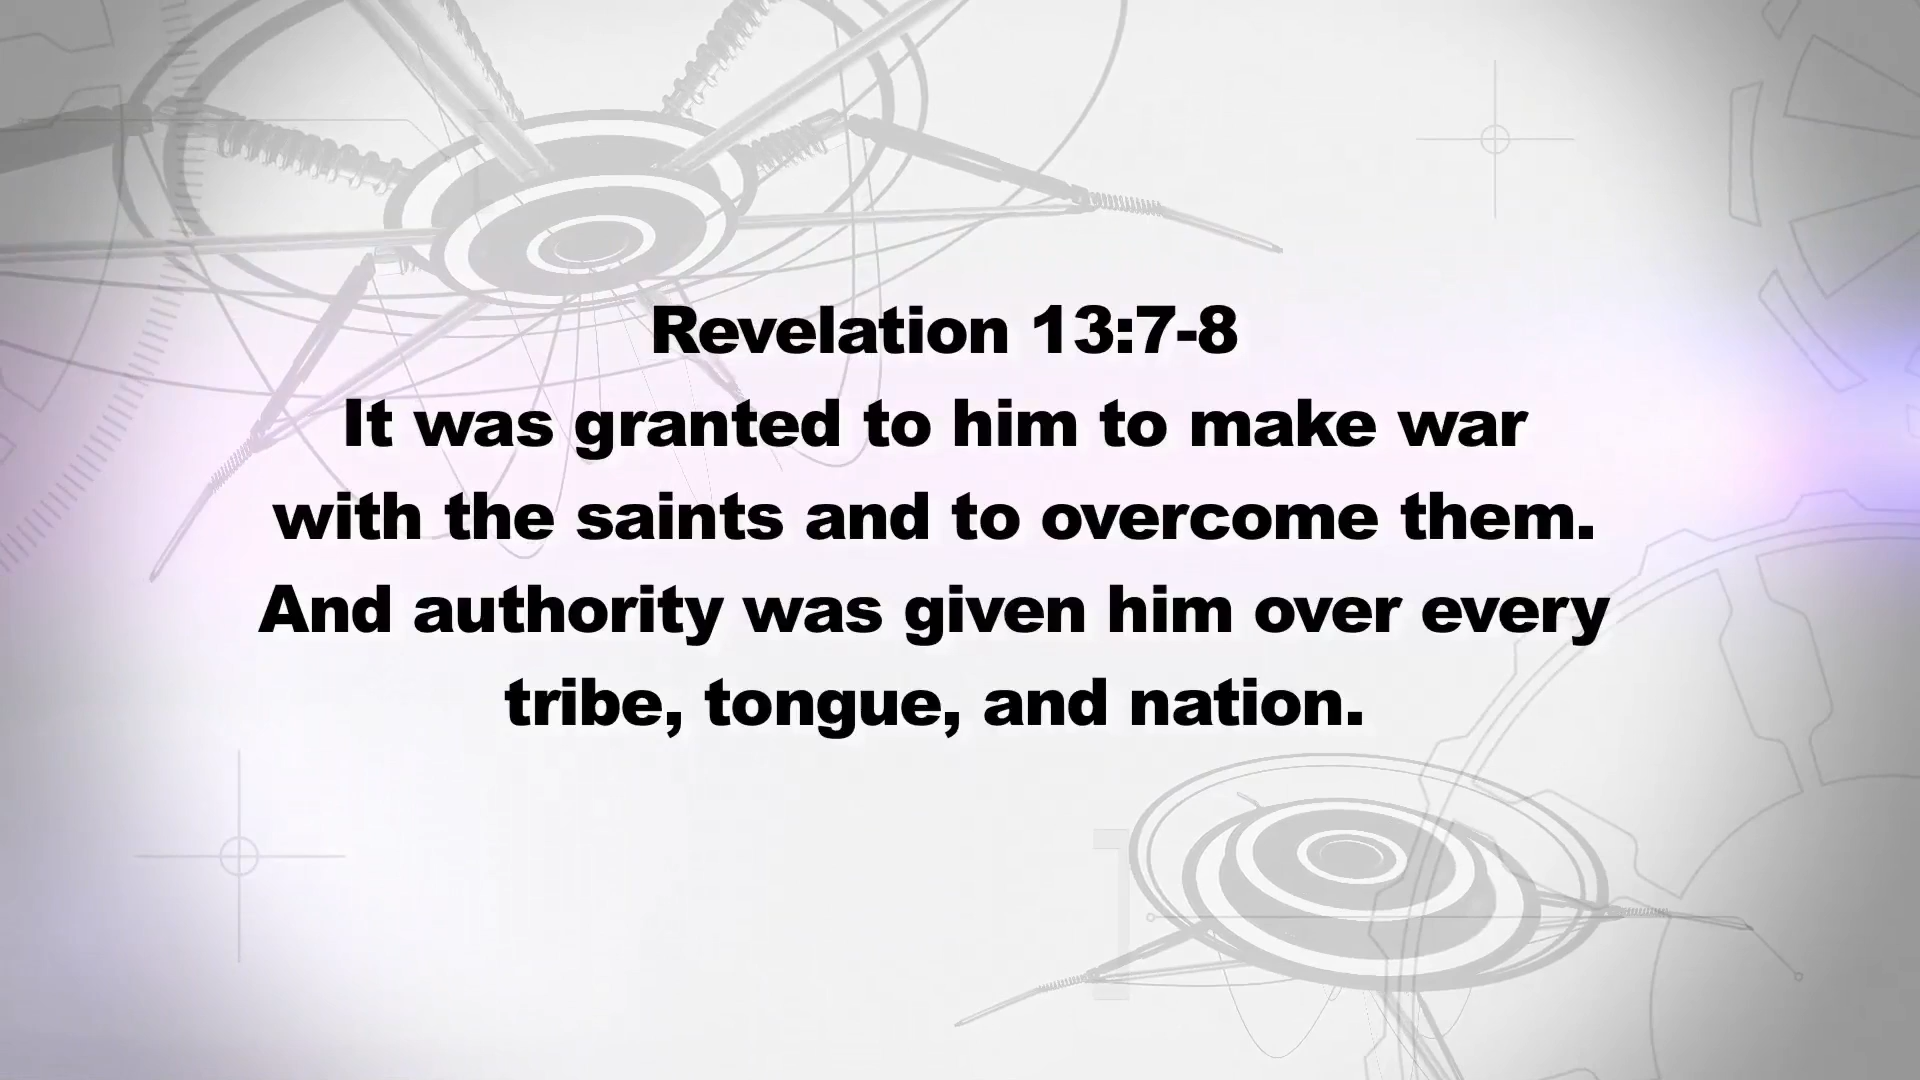 Revelation 13:7-8
It was granted to him to make war
with the saints and to overcome them.
And authority was given him over every
tribe, tongue, and nation.